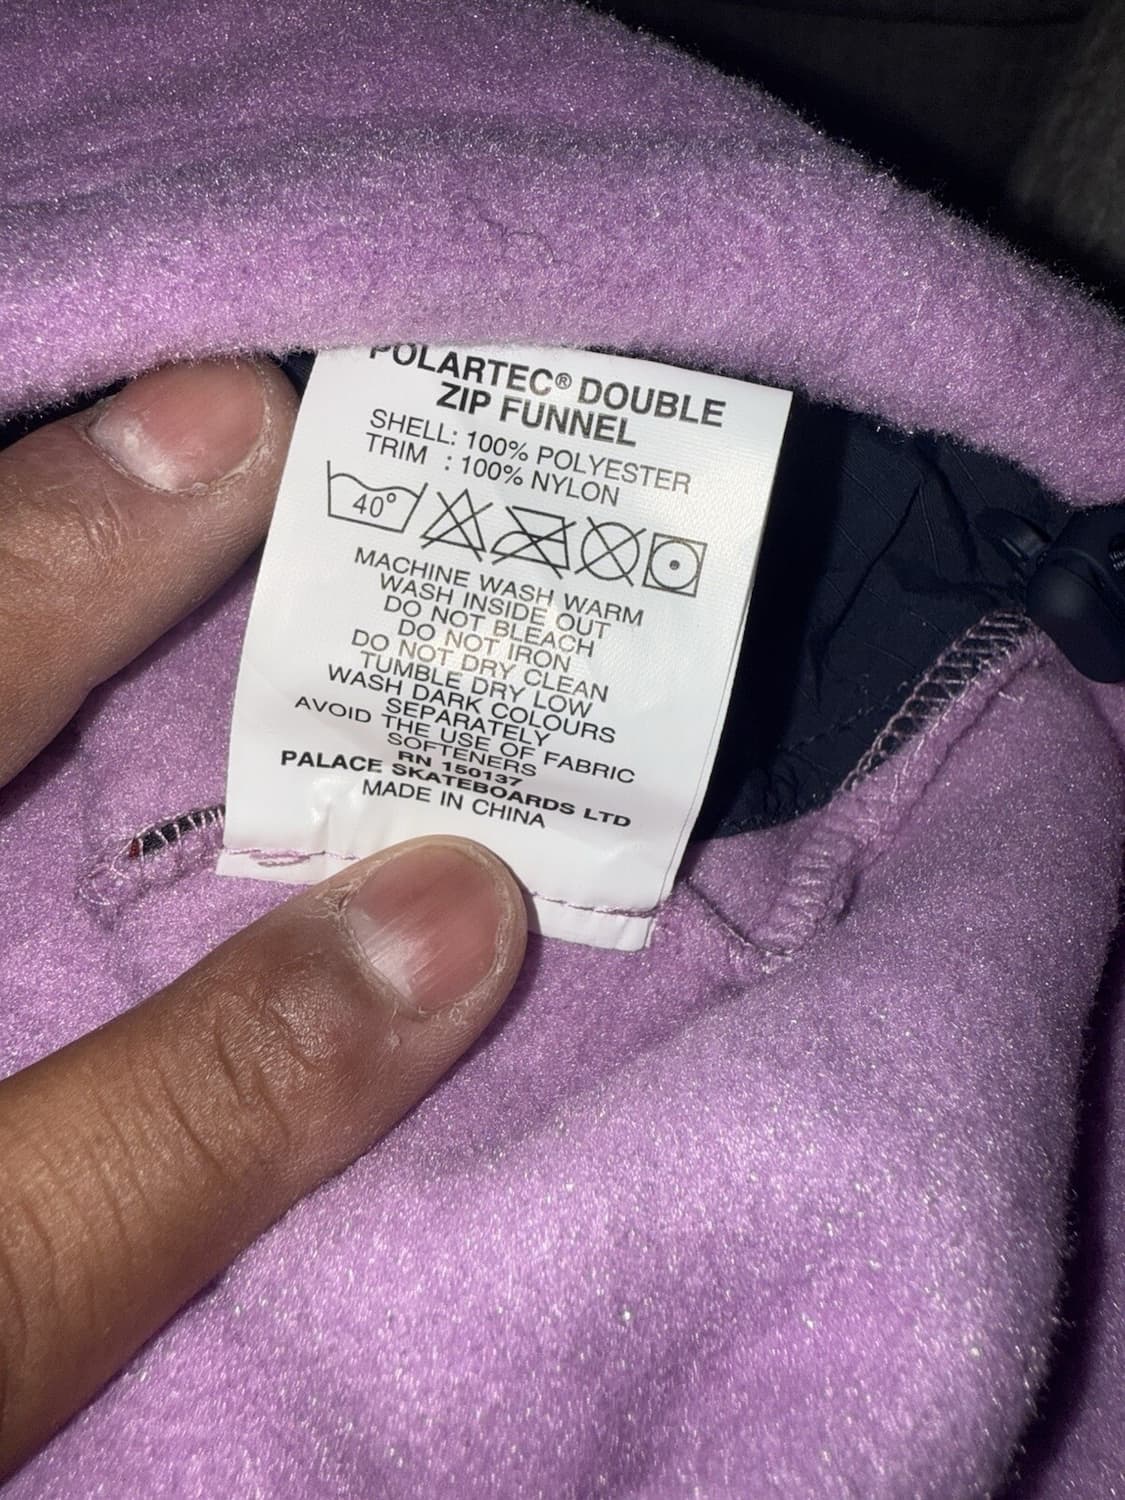 POLARTEC® DOUBLE
ZIP FUNNEL
SHELL: 100% POLYESTER
TRIM : 100% NYLON
40°
MACHINE WASH WARM
WASH INSIDE OUT
DO NOT BLEACH
DO NOT IRON
DO NOT DRY CLEAN
TUMBLE DRY LOW
WASH DARK COLOURS
SEPARATELY
AVOID THE USE OF FABRIC
SOFTENERS
RN 150137
PALACE SKATEBOARDS LTD
MADE IN CHINA